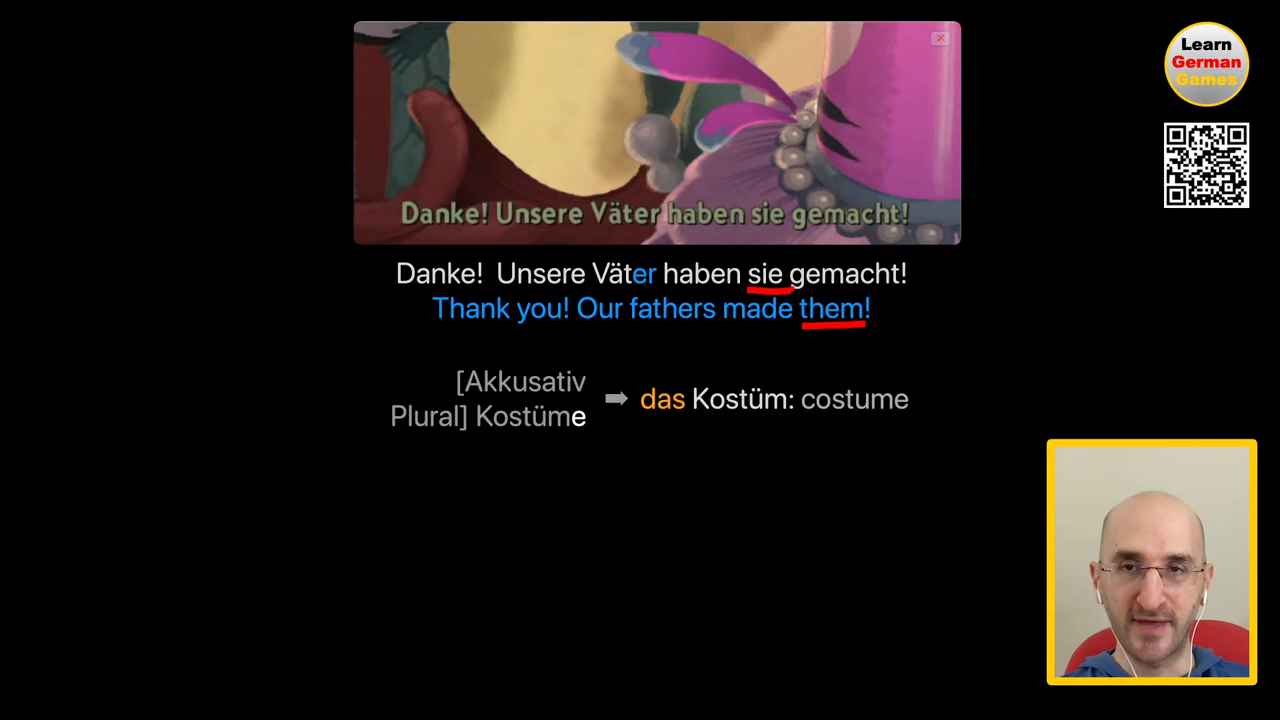 Danke! Unsere Väter haben sie gemacht!
Danke! Unsere Väter haben sie gemacht!
Thank you! Our fathers made them!
[Akkusativ
Plural] Kostüme
➡ das Kostüm: costume
Learn
German
Games